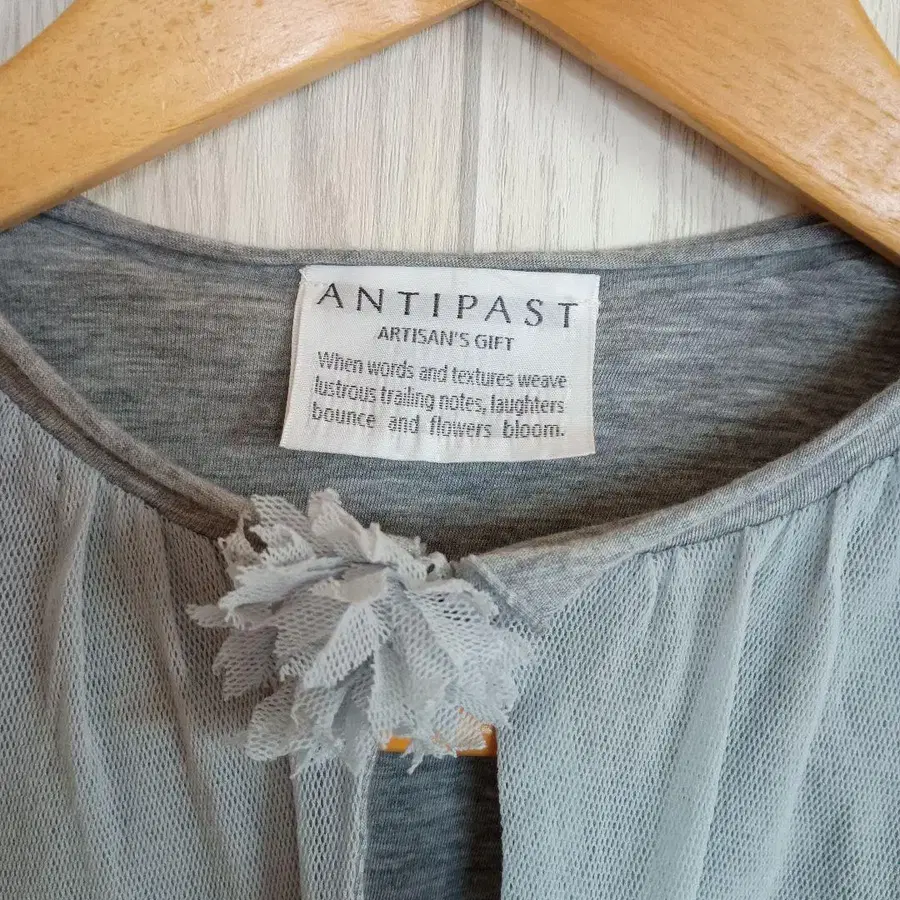 ANTIPAST
ARTISAN'S GIFT
When words and textures weave
lustrous trailing notes, laughters
bounce and flowers bloom.